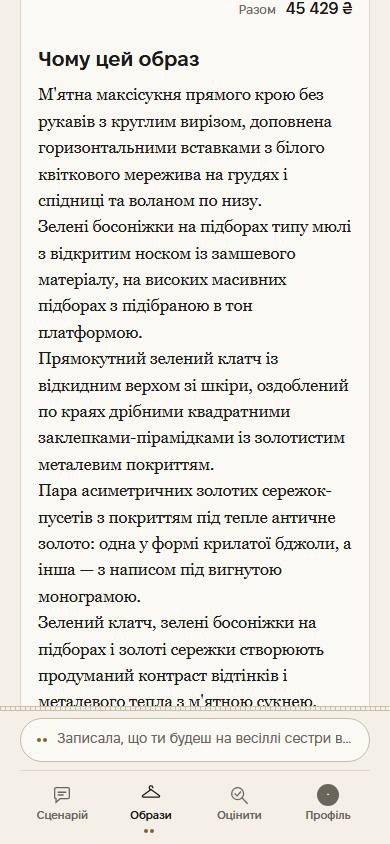 Разом 45 429 ₴
Чому цей образ
М'ятна максісукня прямого крою без
рукавів з круглим вирізом, доповнена
горизонтальними вставками з білого
квіткового мережива на грудях і
спідниці та воланом по низу.
Зелені босоніжки на підборах типу мюлі
з відкритим носком із замшевого
матеріалу, на високих масивних
підборах з підібраною в тон
платформою.
Прямокутний зелений клатч із
відкидним верхом зі шкіри, оздоблений
по краях дрібними квадратними
заклепками-пірамідками із золотистим
металевим покриттям.
Пара асиметричних золотих сережок-
пусетів з покриттям під тепле античне
золото: одна у формі крилатої бджоли, а
інша — з написом під вигнутою
монограмою.
Зелений клатч, зелені босоніжки на
підборах і золоті сережки створюють
продуманий контраст відтінків і
металевого тепла з м'ятною сукнею.
Записала, що ти будеш на весіллі сестри в...
Сценарій Образи Оцінити Профіль